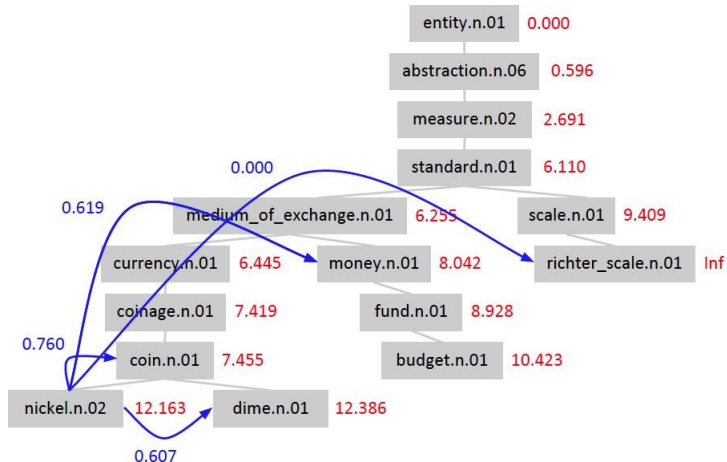 entity.n.01 0.000
abstraction.n.06 0.596
measure.n.02 2.691
0.000 standard.n.01 6.110
0.619 medium_of_exchange.n.01 6.255 scale.n.01 9.409
currency.n.01 6.445 money.n.01 8.042 richter_scale.n.01 Inf
coinage.n.01 7.419 fund.n.01 8.928
0.760 coin.n.01 7.455 budget.n.01 10.423
nickel.n.02 12.163 dime.n.01 12.386
0.607